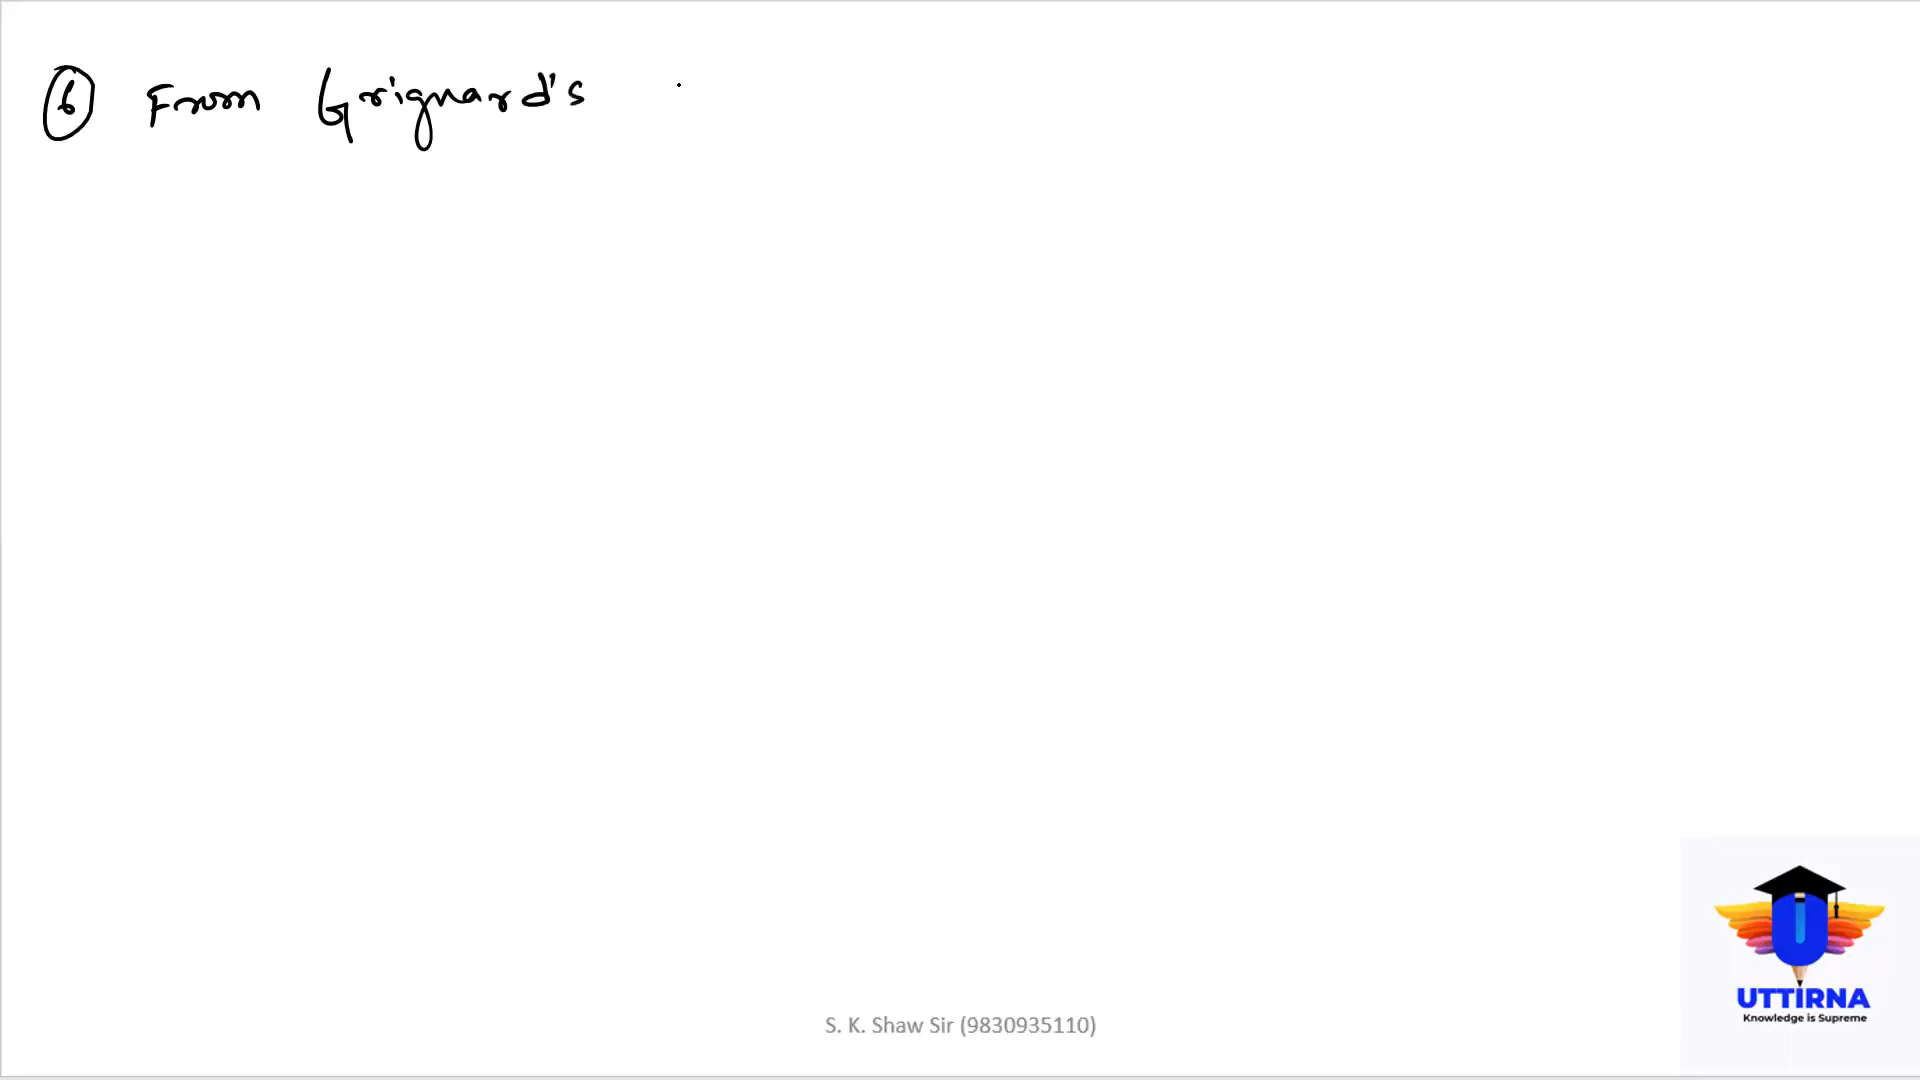 6 From Grignard's
UTTIRNA
Knowledge is Supreme
S. K. Shaw Sir (9830935110)